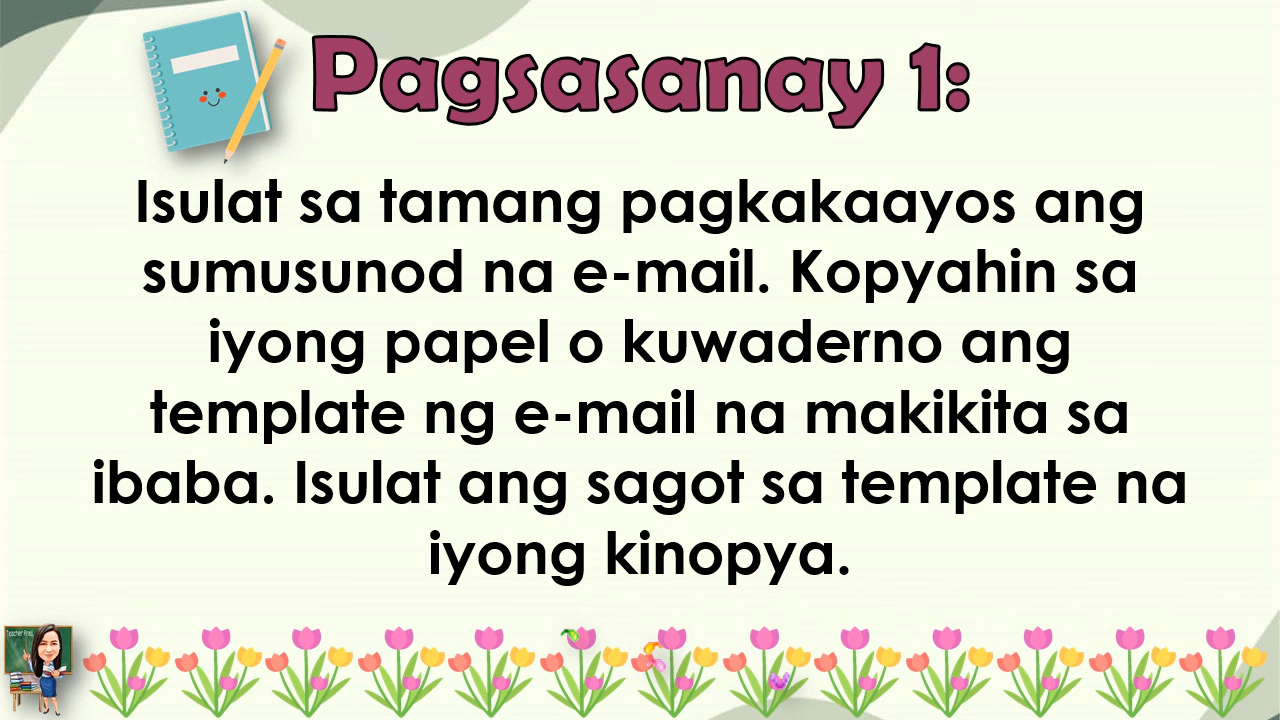 Pagsasanay 1:
Isulat sa tamang pagkakaayos ang
sumusunod na e-mail. Kopyahin sa
iyong papel o kuwaderno ang
template ng e-mail na makikita sa
ibaba. Isulat ang sagot sa template na
iyong kinopya.